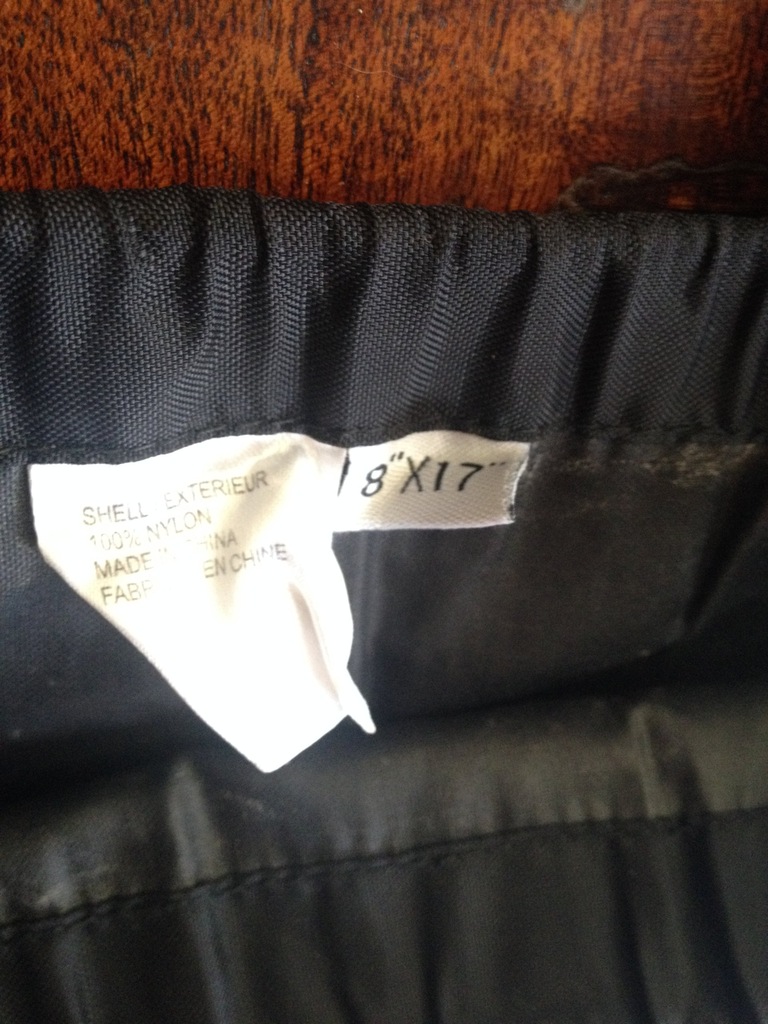 SHELL EXTERIEUR
100% NYLON
MADE CHINA
EN CHINE
8"X17"